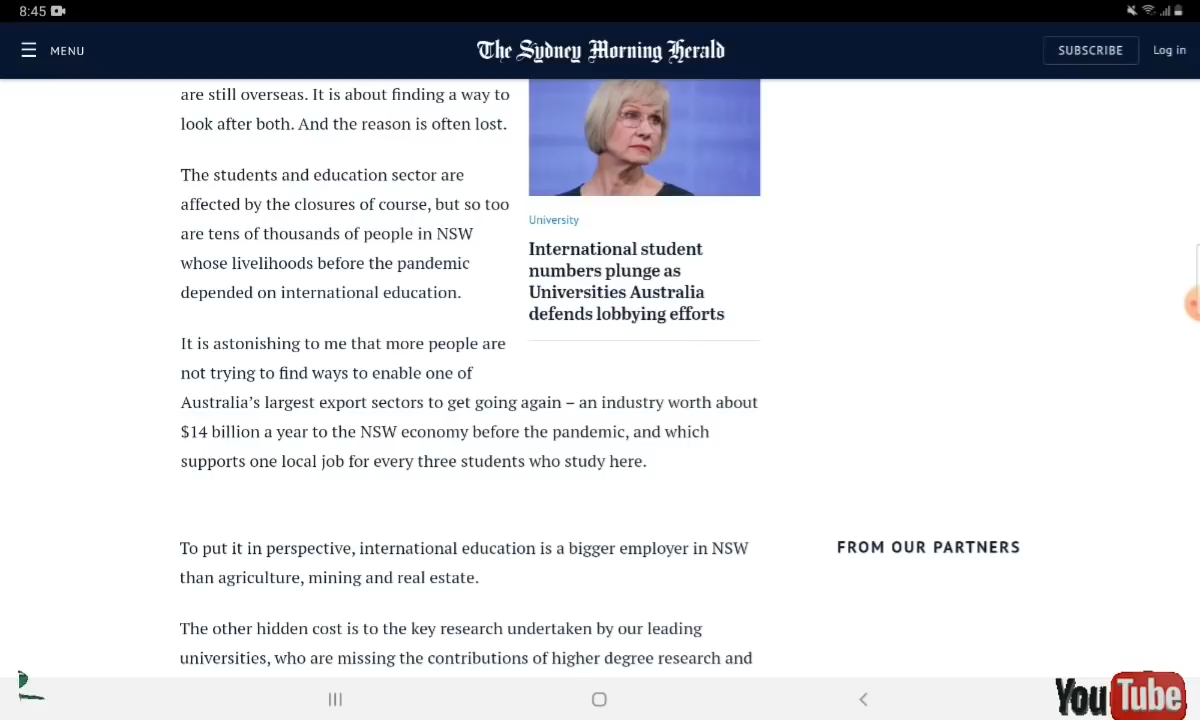 8:45
MENU
The Sydney Morning Herald
SUBSCRIBE
Log in
are still overseas. It is about finding a way to
look after both. And the reason is often lost.
The students and education sector are
affected by the closures of course, but so too
are tens of thousands of people in NSW
whose livelihoods before the pandemic
depended on international education.
University
International student
numbers plunge as
Universities Australia
defends lobbying efforts
It is astonishing to me that more people are
not trying to find ways to enable one of
Australia’s largest export sectors to get going again – an industry worth about
$14 billion a year to the NSW economy before the pandemic, and which
supports one local job for every three students who study here.
To put it in perspective, international education is a bigger employer in NSW
than agriculture, mining and real estate.
FROM OUR PARTNERS
The other hidden cost is to the key research undertaken by our leading
universities, who are missing the contributions of higher degree research and
YouTube